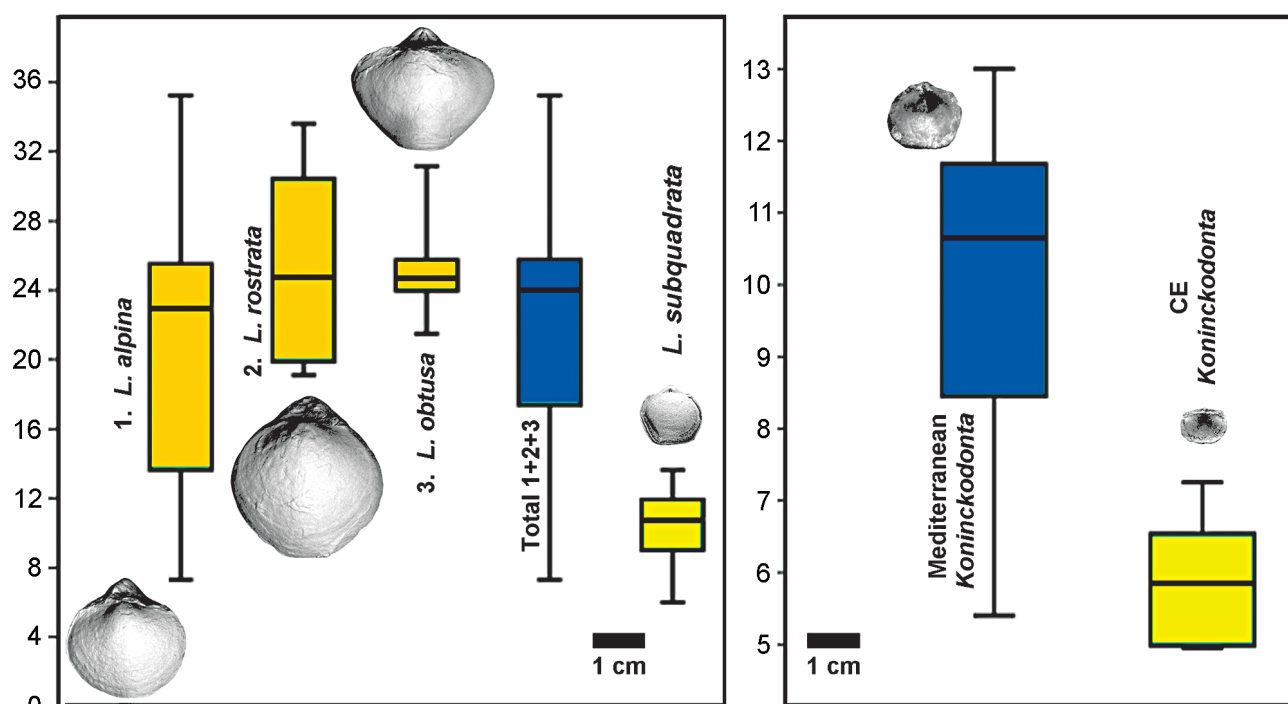 36
32
28
24
20
16
12
8
4
0
1. L. alpina
2. L. rostrata
3. L. obtusa
Total 1+2+3
L. subquadrata
1 cm
13
12
11
10
9
8
7
6
5
Mediterranean
Koninckodonta
CE
Koninckodonta
1 cm